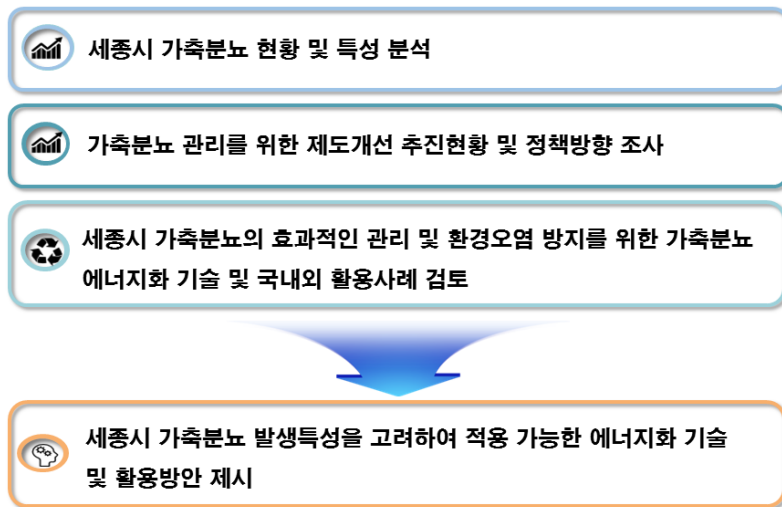 세종시 가축분뇨 현황 및 특성 분석
가축분뇨 관리를 위한 제도개선 추진현황 및 정책방향 조사
세종시 가축분뇨의 효과적인 관리 및 환경오염 방지를 위한 가축분뇨
에너지화 기술 및 국내외 활용사례 검토
세종시 가축분뇨 발생특성을 고려하여 적용 가능한 에너지화 기술
및 활용방안 제시